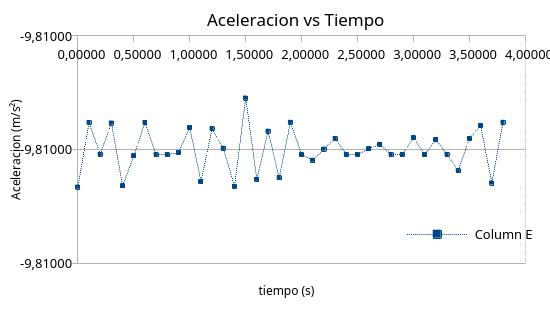 Aceleracion vs Tiempo
-9,81000
0,00000 0,50000 1,00000 1,50000 2,00000 2,50000 3,00000 3,50000 4,00000
Aceleracion (m/s²)
-9,81000
Column E
-9,81000
tiempo (s)